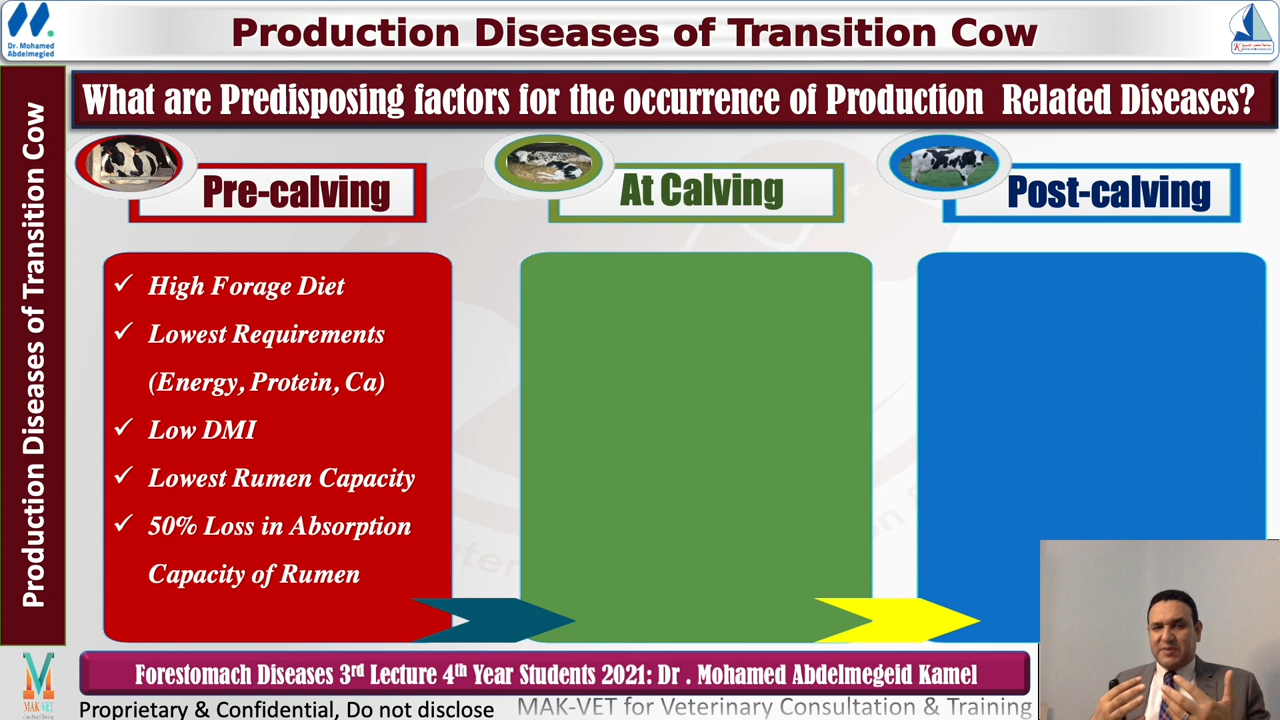 Dr. Mohamed
Abdelmegied
Production Diseases of Transition Cow
Production Diseases of Transition Cow
What are Predisposing factors for the occurrence of Production Related Diseases?
Pre-calving
At Calving
Post-calving
✓ High Forage Diet
✓ Lowest Requirements
(Energy, Protein, Ca)
✓ Low DMI
✓ Lowest Rumen Capacity
✓ 50% Loss in Absorption
Capacity of Rumen
Forestomach Diseases 3rd Lecture 4th Year Students 2021: Dr . Mohamed Abdelmegeid Kamel
MAK-VET
Proprietary & Confidential, Do not disclose
MAK-VET for Veterinary Consultation & Training